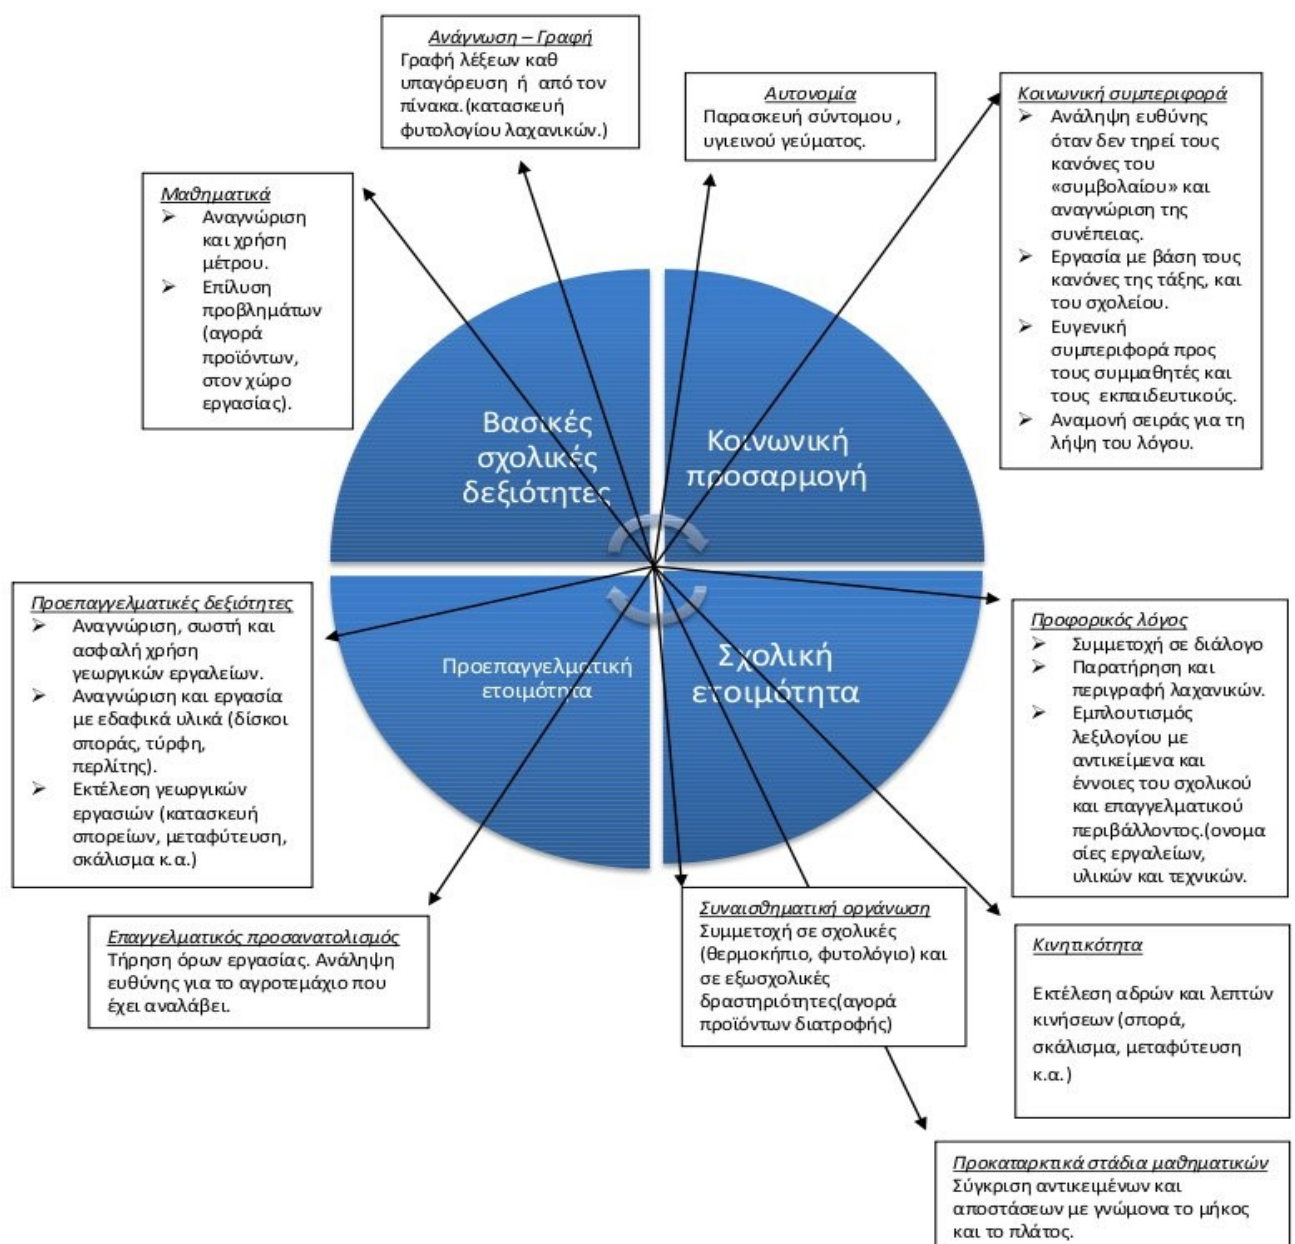 Ανάγνωση – Γραφή
Γραφή λέξεων καθ
υπαγόρευση ή από τον
πίνακα.(κατασκευή
φυτολογίου λαχανικών.)
Αυτονομία
Παρασκευή σύντομου ,
υγιεινού γεύματος.
Κοινωνική συμπεριφορά
➢ Ανάληψη ευθύνης
όταν δεν τηρεί τους
κανόνες του
«συμβολαίου» και
αναγνώριση της
συνέπειας.
➢ Εργασία με βάση τους
κανόνες της τάξης, και
του σχολείου.
➢ Ευγενική
συμπεριφορά προς
τους συμμαθητές και
τους εκπαιδευτικούς.
➢ Αναμονή σειράς για τη
λήψη του λόγου.
Μαθηματικά
➢ Αναγνώριση
και χρήση
μέτρου.
➢ Επίλυση
προβλημάτων
(αγορά
προϊόντων,
στον χώρο
εργασίας).
Βασικές
σχολικές
δεξιότητες
Κοινωνική
προσαρμογή
Προεπαγγελματική
ετοιμότητα
Σχολική
ετοιμότητα
Προεπαγγελματικές δεξιότητες
➢ Αναγνώριση, σωστή και
ασφαλή χρήση
γεωργικών εργαλείων.
➢ Αναγνώριση και εργασία
με εδαφικά υλικά (δίσκοι
σποράς, τύρφη,
περλίτης).
➢ Εκτέλεση γεωργικών
εργασιών (κατασκευή
σπορείων, μεταφύτευση,
σκάλισμα κ.α.)
Προφορικός λόγος
➢ Συμμετοχή σε διάλογο
➢ Παρατήρηση και
περιγραφή λαχανικών.
➢ Εμπλουτισμός
λεξιλογίου με
αντικείμενα και
έννοιες του σχολικού
και επαγγελματικού
περιβάλλοντος.(ονομα
σίες εργαλείων,
υλικών και τεχνικών.
Επαγγελματικός προσανατολισμός
Τήρηση όρων εργασίας. Ανάληψη
ευθύνης για το αγροτεμάχιο που
έχει αναλάβει.
Συναισθηματική οργάνωση
Συμμετοχή σε σχολικές
(θερμοκήπιο, φυτολόγιο) και
σε εξωσχολικές
δραστηριότητες(αγορά
προϊόντων διατροφής)
Κινητικότητα
Εκτέλεση αδρών και λεπτών
κινήσεων (σπορά,
σκάλισμα, μεταφύτευση
κ.α.)
Προκαταρκτικά στάδια μαθηματικών
Σύγκριση αντικειμένων και
αποστάσεων με γνώμονα το μήκος
και το πλάτος.